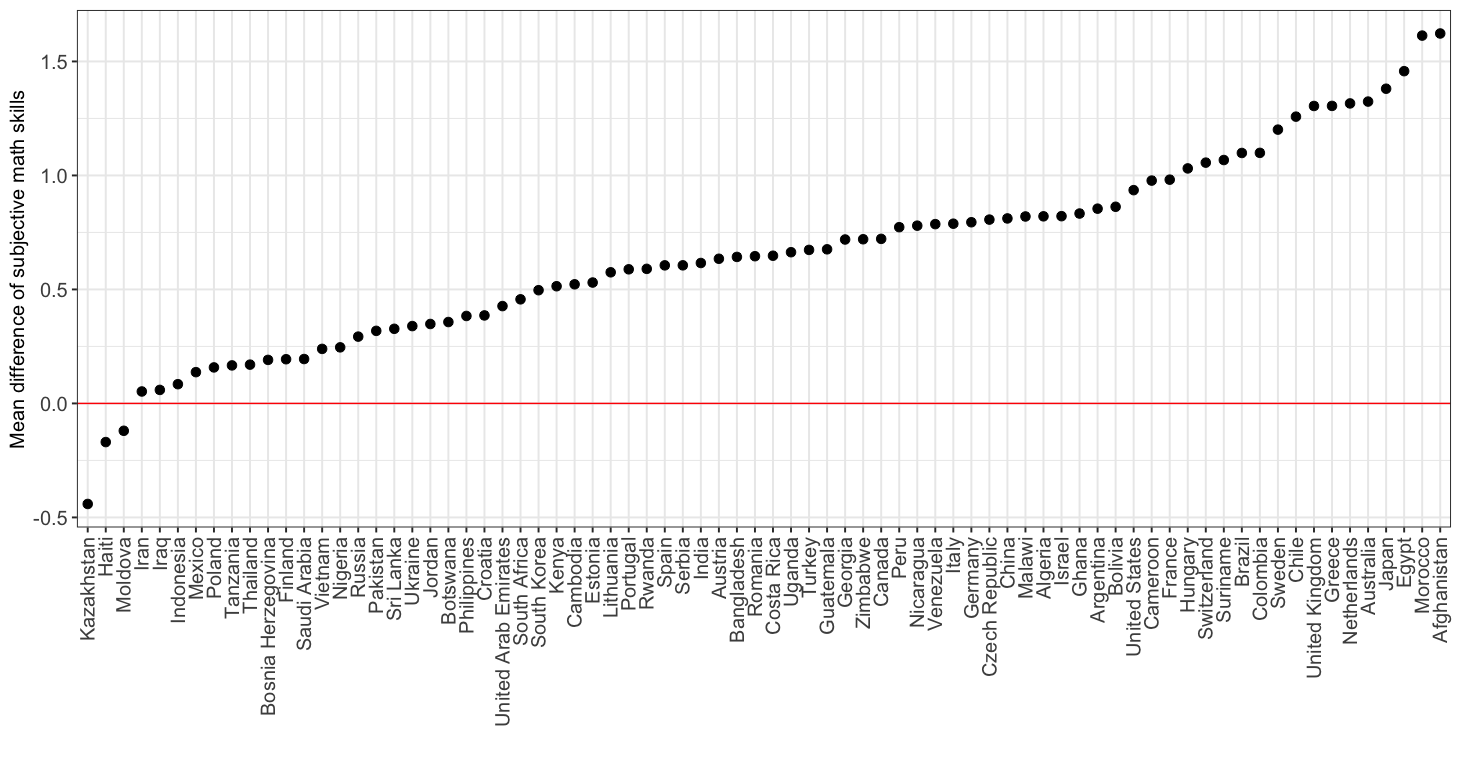 Mean difference of subjective math skills
1.5
1.0
0.5
0.0
-0.5
Kazakhstan
Haiti
Moldova
Iran
Iraq
Indonesia
Mexico
Poland
Tanzania
Thailand
Bosnia Herzegovina
Finland
Saudi Arabia
Vietnam
Nigeria
Russia
Pakistan
Sri Lanka
Ukraine
Jordan
Botswana
Philippines
Croatia
United Arab Emirates
South Africa
South Korea
Kenya
Cambodia
Estonia
Lithuania
Portugal
Rwanda
Spain
Serbia
India
Austria
Bangladesh
Romania
Costa Rica
Uganda
Turkey
Guatemala
Georgia
Zimbabwe
Canada
Peru
Nicaragua
Venezuela
Italy
Germany
Czech Republic
China
Malawi
Algeria
Israel
Ghana
Argentina
Bolivia
United States
Cameroon
France
Hungary
Switzerland
Suriname
Brazil
Colombia
Sweden
Chile
United Kingdom
Greece
Netherlands
Australia
Japan
Egypt
Morocco
Afghanistan